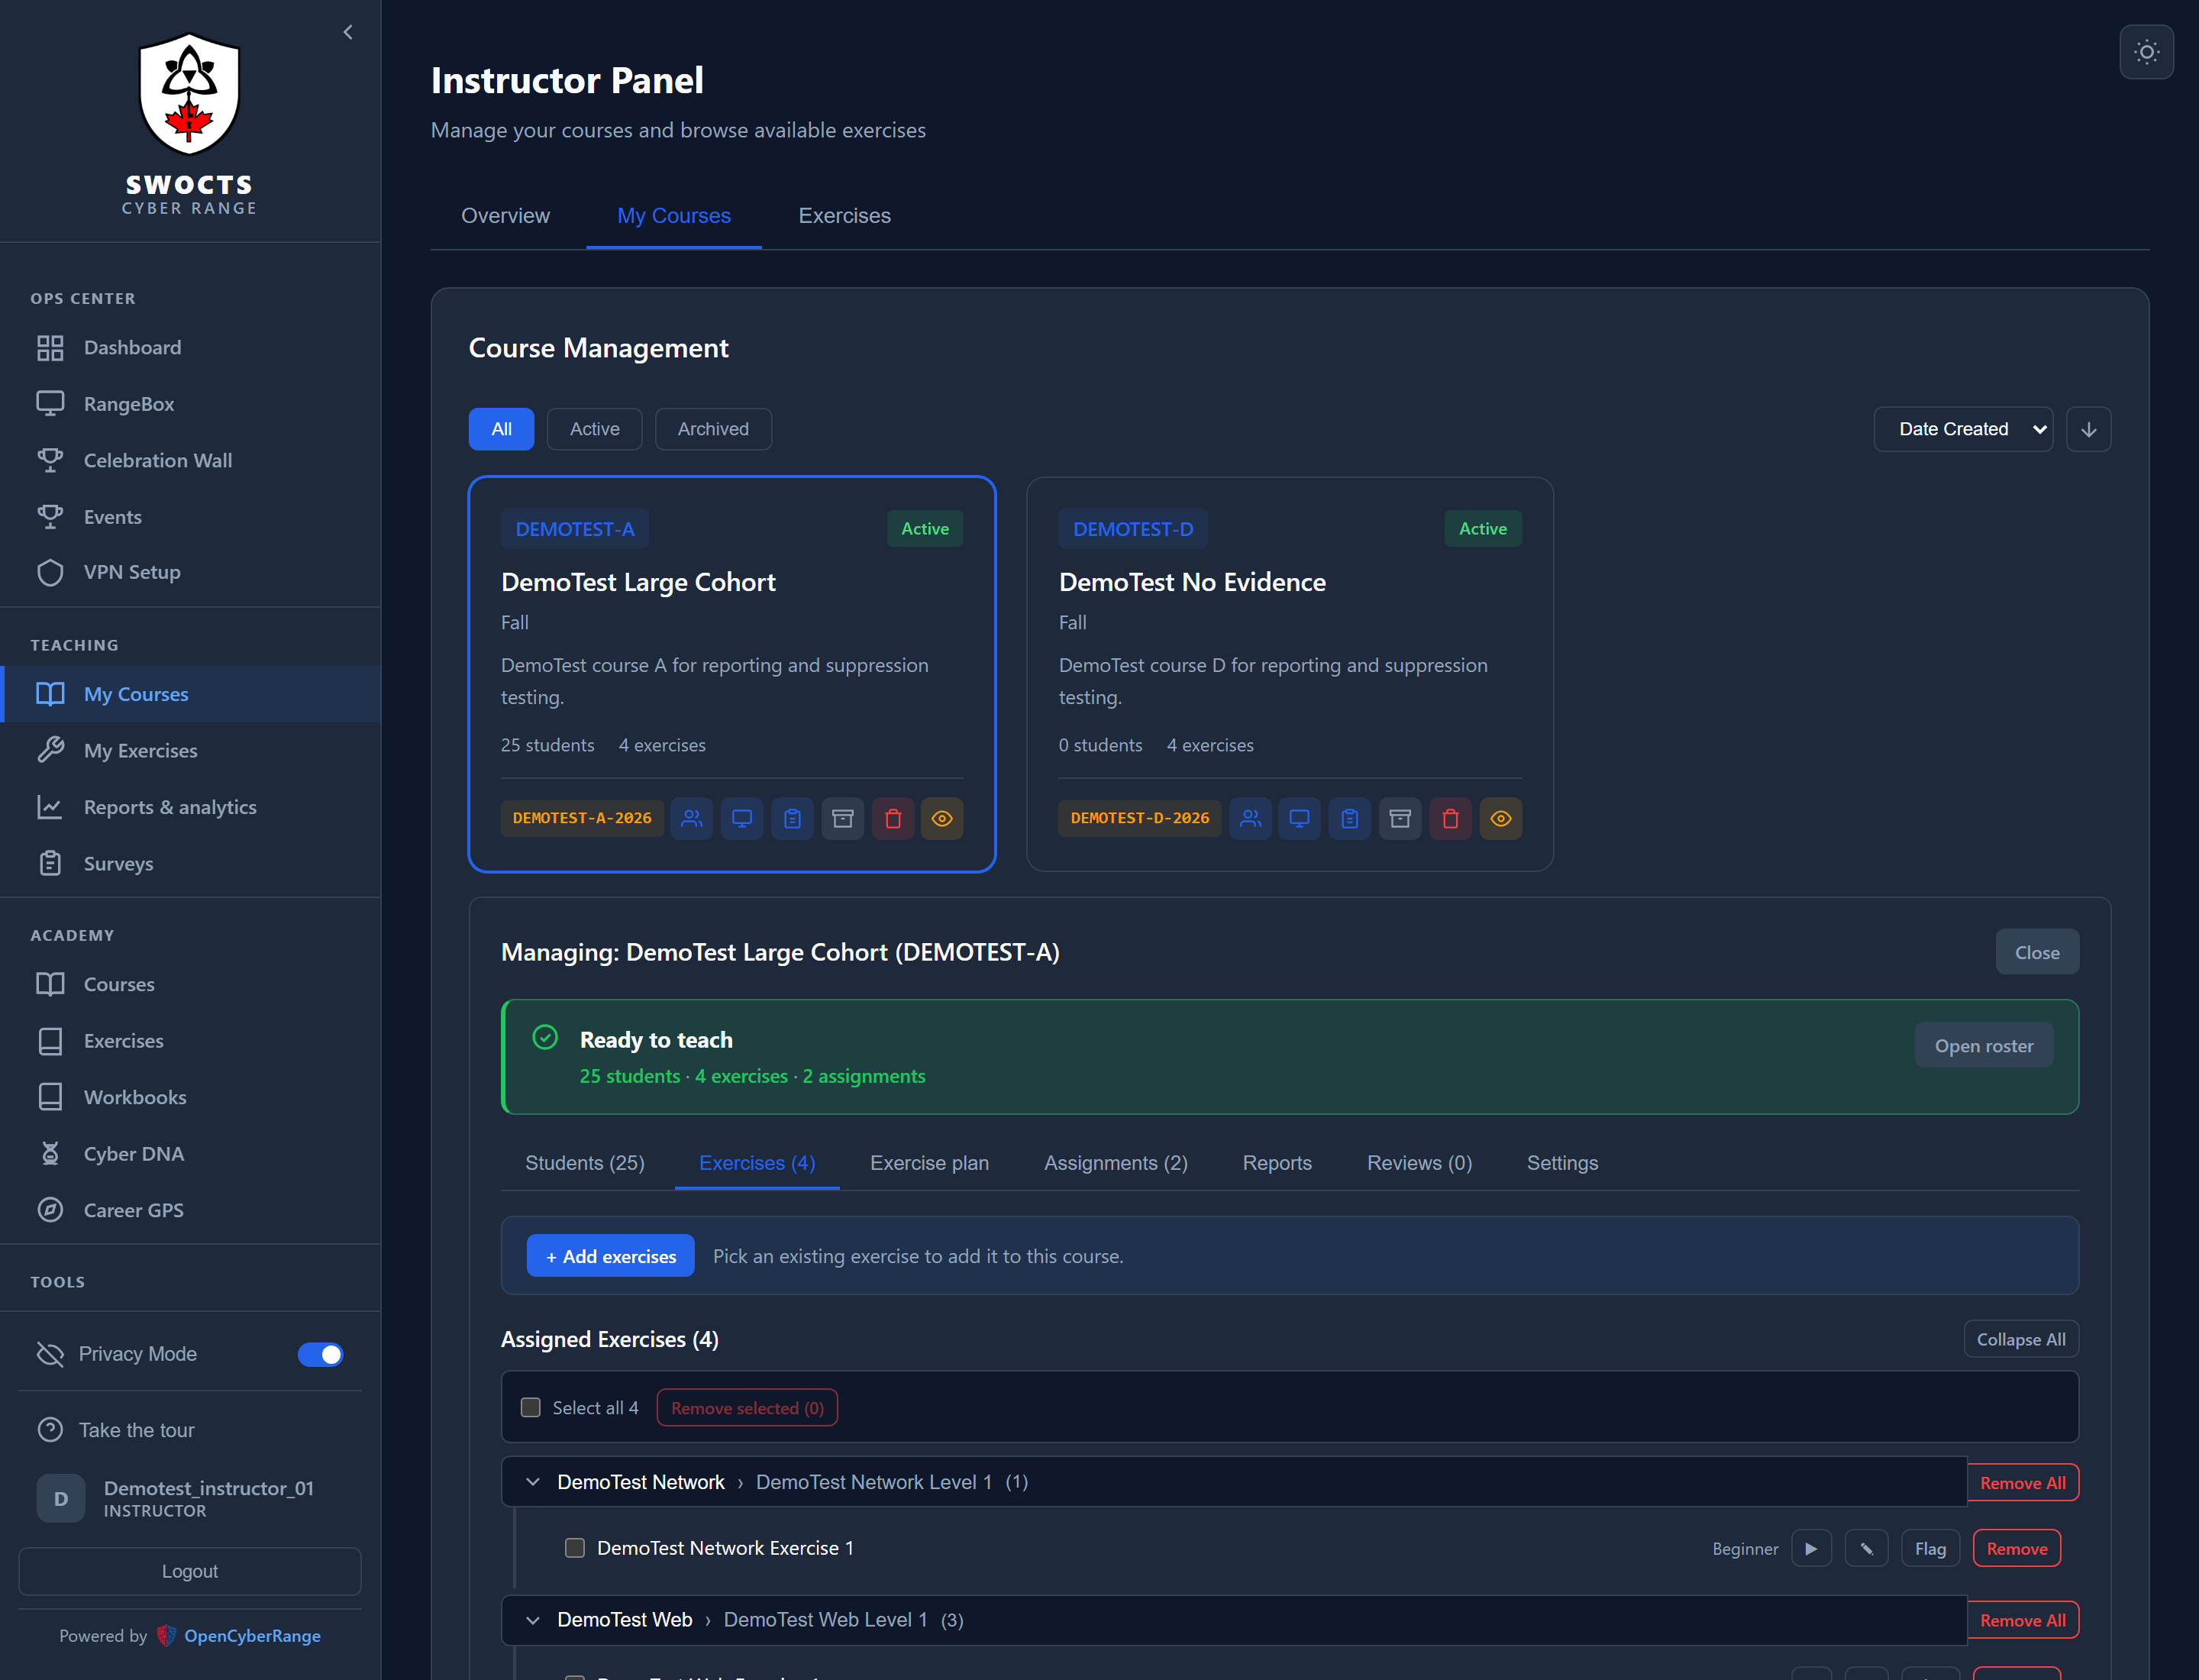 SWOCTS
CYBER RANGE
OPS CENTER
Dashboard
RangeBox
Celebration Wall
Events
VPN Setup
TEACHING
My Courses
My Exercises
Reports & analytics
Surveys
ACADEMY
Courses
Exercises
Workbooks
Cyber DNA
Career GPS
TOOLS
Privacy Mode
Take the tour
D
Demotest_instructor_01
INSTRUCTOR
Logout
Powered by OpenCyberRange
Instructor Panel
Manage your courses and browse available exercises
Overview My Courses Exercises
Course Management
All Active Archived Date Created
DEMOTEST-A Active
DemoTest Large Cohort
Fall
DemoTest course A for reporting and suppression
testing.
25 students 4 exercises
DEMOTEST-A-2026
DEMOTEST-D Active
DemoTest No Evidence
Fall
DemoTest course D for reporting and suppression
testing.
0 students 4 exercises
DEMOTEST-D-2026
Managing: DemoTest Large Cohort (DEMOTEST-A) Close
Ready to teach
25 students · 4 exercises · 2 assignments
Open roster
Students (25) Exercises (4) Exercise plan Assignments (2) Reports Reviews (0) Settings
+ Add exercises Pick an existing exercise to add it to this course.
Assigned Exercises (4) Collapse All
Select all 4 Remove selected (0)
DemoTest Network › DemoTest Network Level 1 (1) Remove All
DemoTest Network Exercise 1 Beginner Flag Remove
DemoTest Web › DemoTest Web Level 1 (3) Remove All